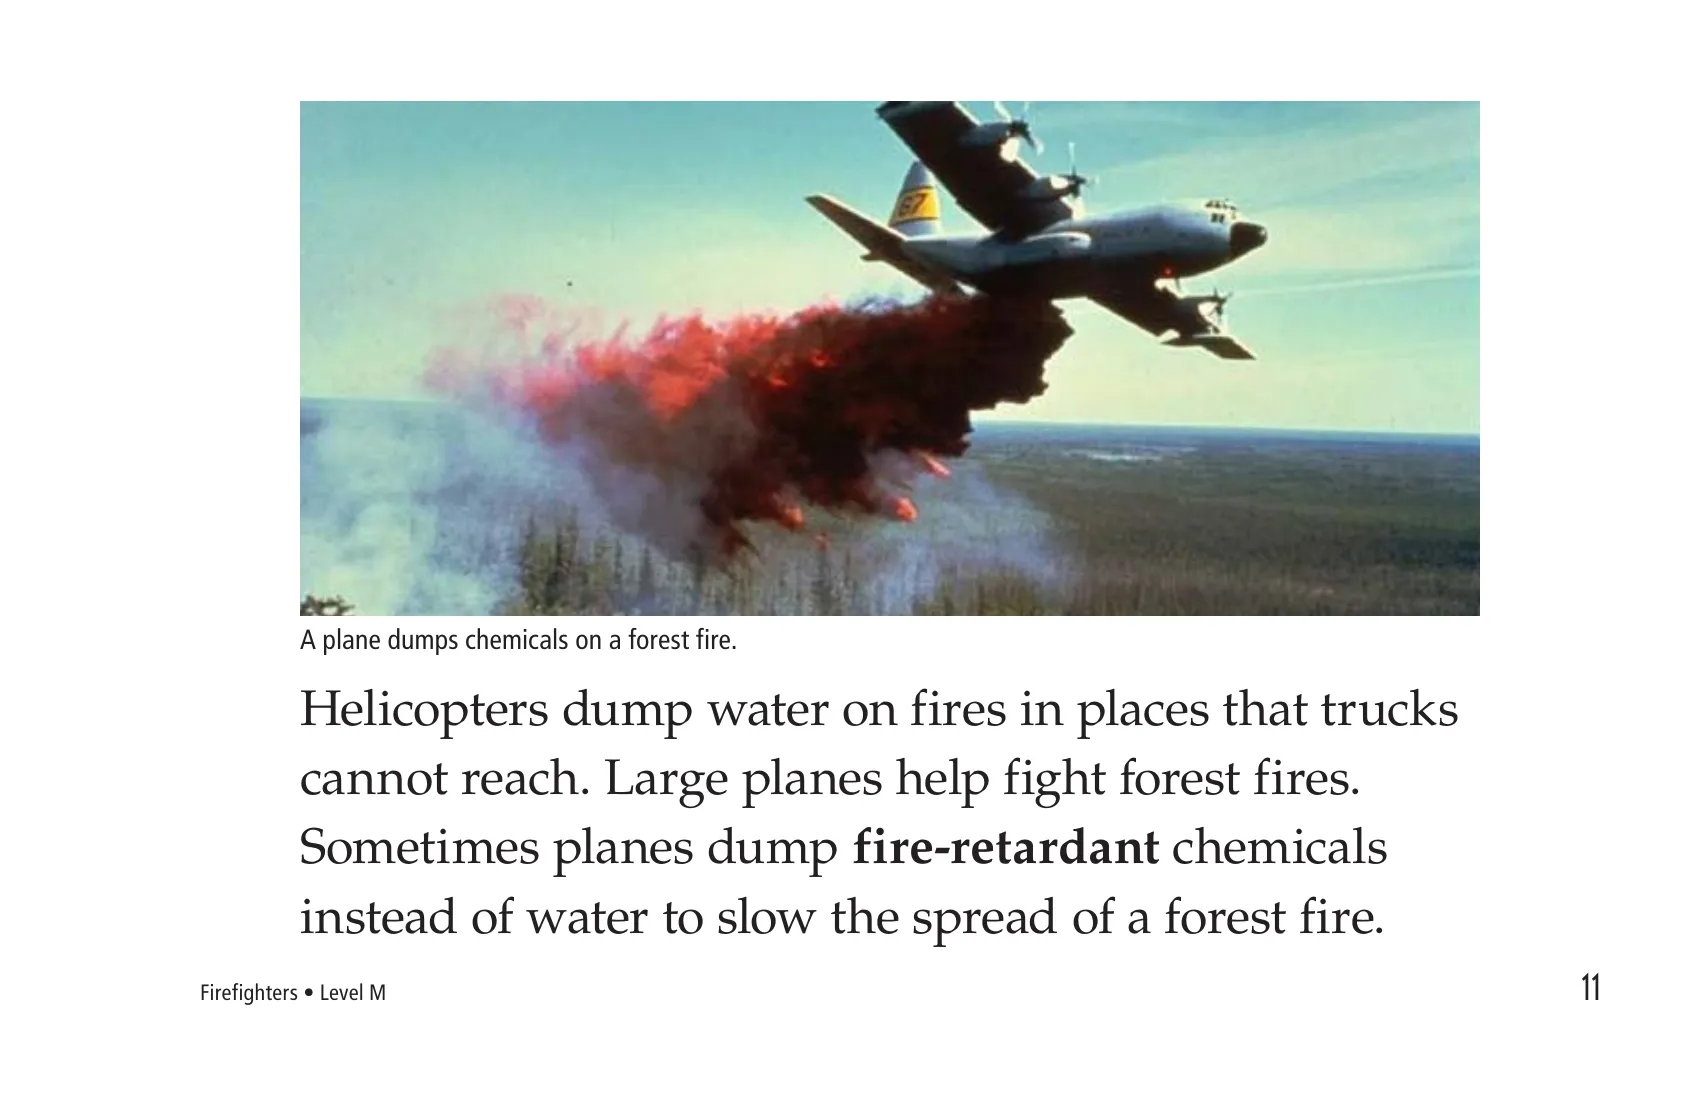 67
A plane dumps chemicals on a forest fire.
Helicopters dump water on fires in places that trucks
cannot reach. Large planes help fight forest fires.
Sometimes planes dump fire-retardant chemicals
instead of water to slow the spread of a forest fire.
Firefighters • Level M
11